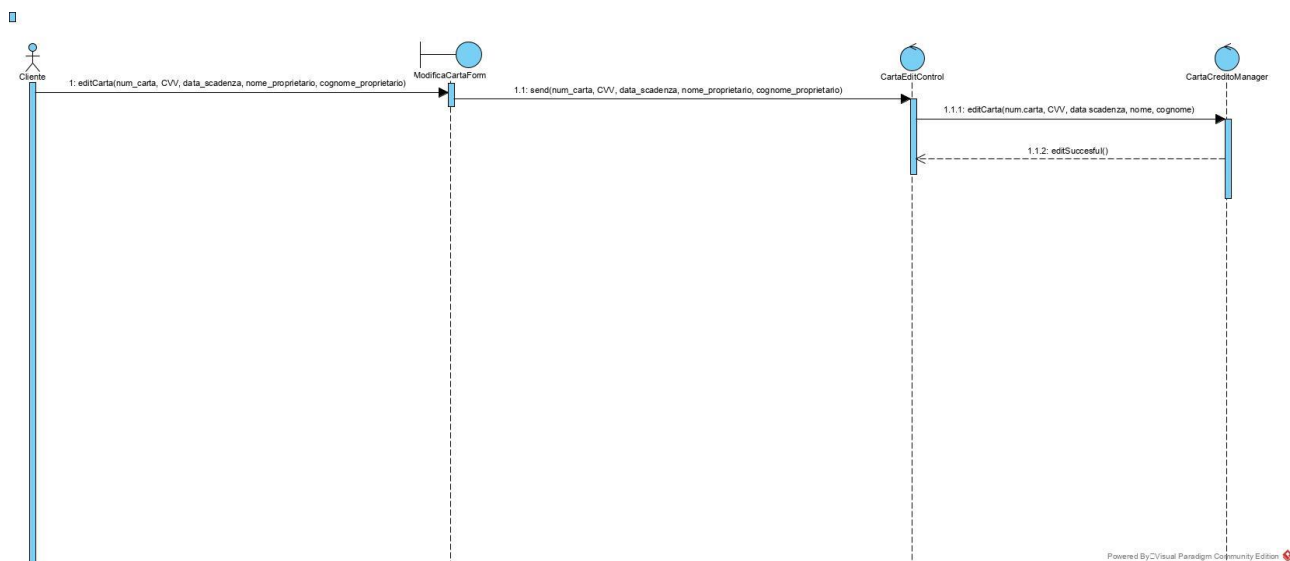 Cliente
ModificaCartaForm
CartaEditControl
CartaCreditoManager
1: editCarta(num_carta, CVV, data_scadenza, nome_proprietario, cognome_proprietario)
1.1: send(num_carta, CVV, data_scadenza, nome_proprietario, cognome_proprietario)
1.1.1: editCarta(num.carta, CVV, data scadenza, nome, cognome)
1.1.2: editSuccesful()
Powered By Visual Paradigm Community Edition